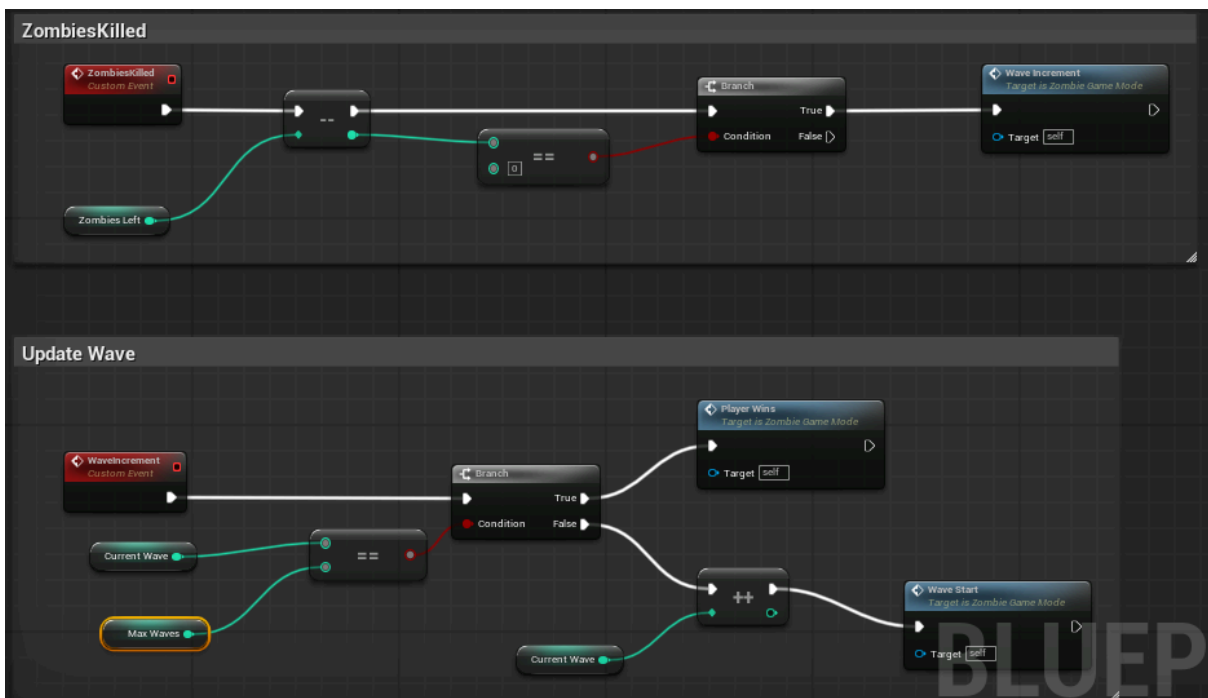 ZombiesKilled
ZombiesKilled
Custom Event
--
Zombies Left
==
0
Branch
True
Condition
False
Wave Increment
Target is Zombie Game Mode
Target
self
Update Wave
WaveIncrement
Custom Event
Current Wave
Max Waves
==
Branch
True
Condition
False
Player Wins
Target is Zombie Game Mode
Target
self
++
Current Wave
Wave Start
Target is Zombie Game Mode
Target
self
BLUEP